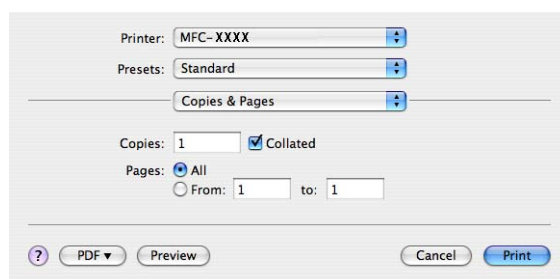 Printer: MFC-XXXX
Presets: Standard
Copies & Pages
Copies: 1 Collated
Pages: All
From: 1 to: 1
? PDF▼ Preview Cancel Print